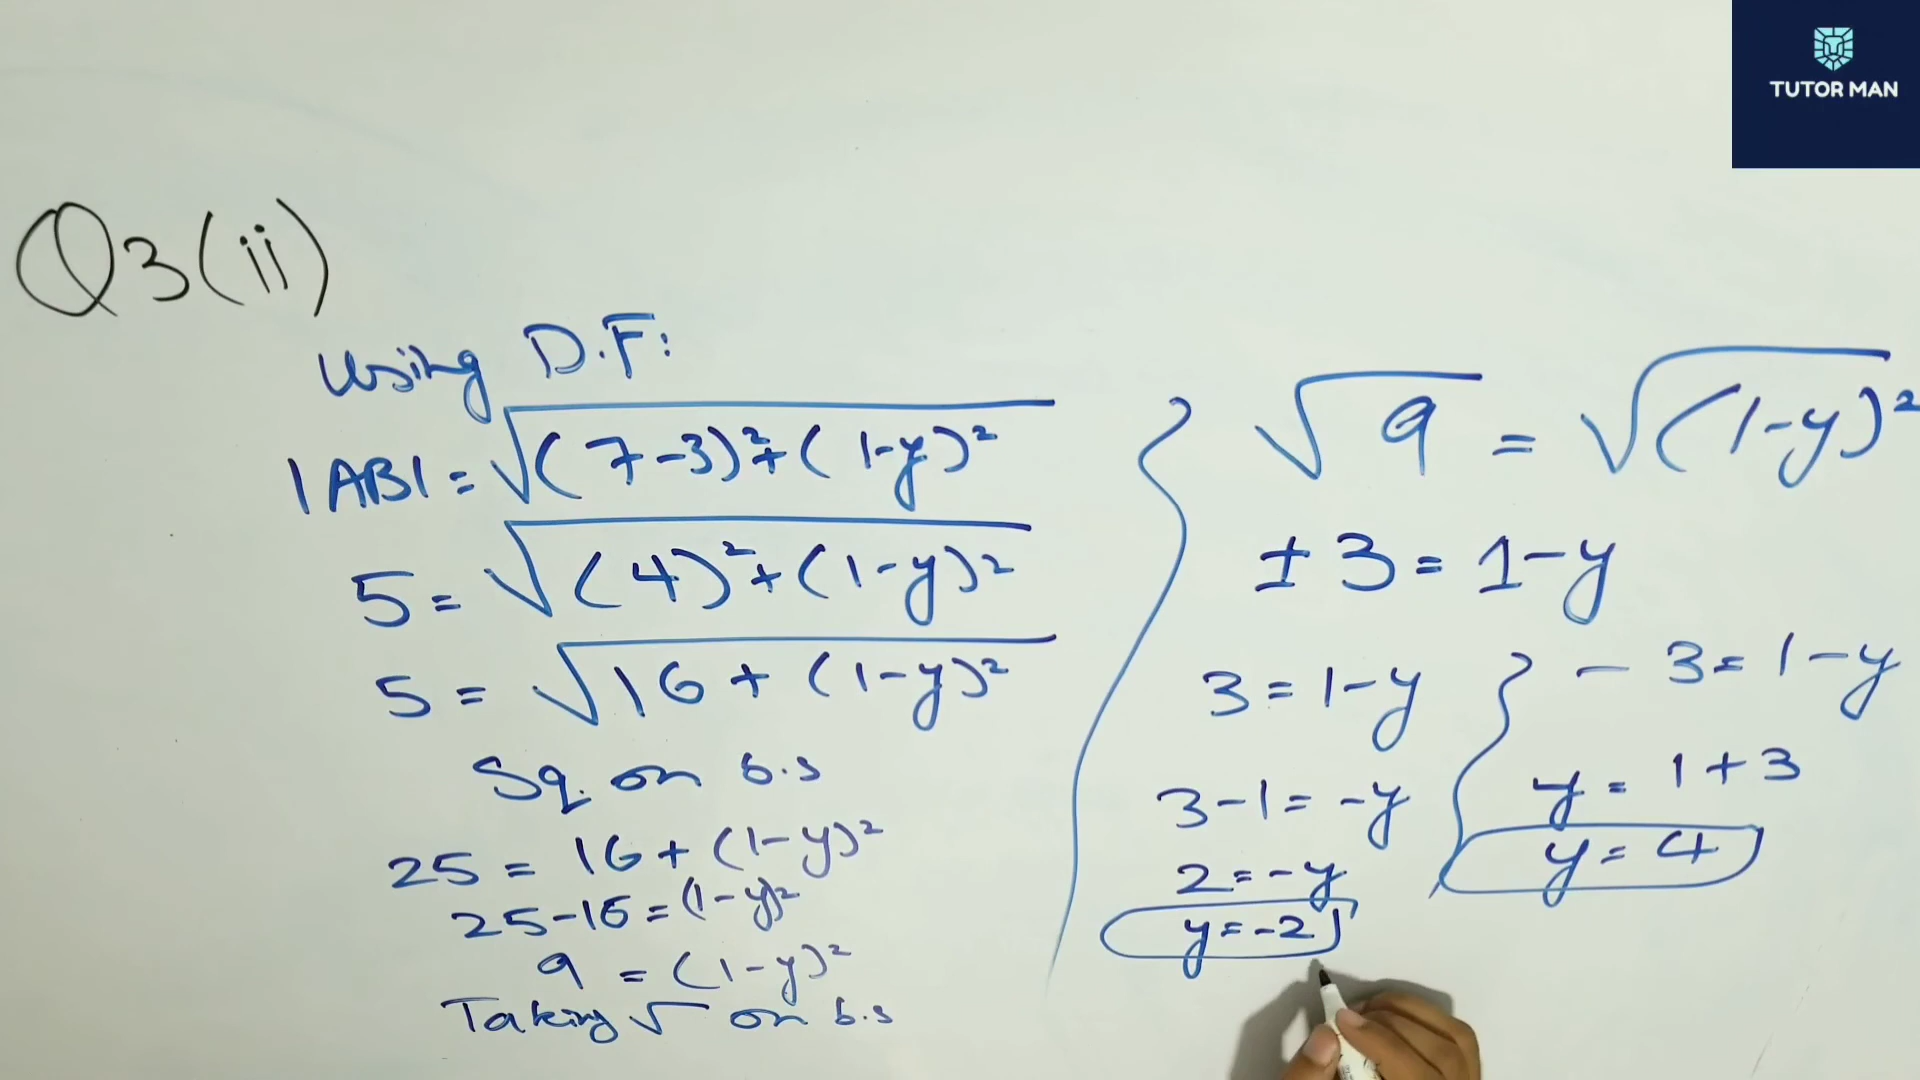 TUTOR MAN
Q3(ii)
Using D.F:
|AB| = √(7-3)²+(1-y)²
5 = √(4)²+(1-y)²
5 = √16+(1-y)²
Sq. on b.s
25 = 16+(1-y)²
25-16=(1-y)²
9 = (1-y)²
Taking √ on b.s
√9 = √(1-y)²
±3=1-y
3=1-y
3-1=-y
2=-y
y=-2
-3=1-y
y=1+3
y=4